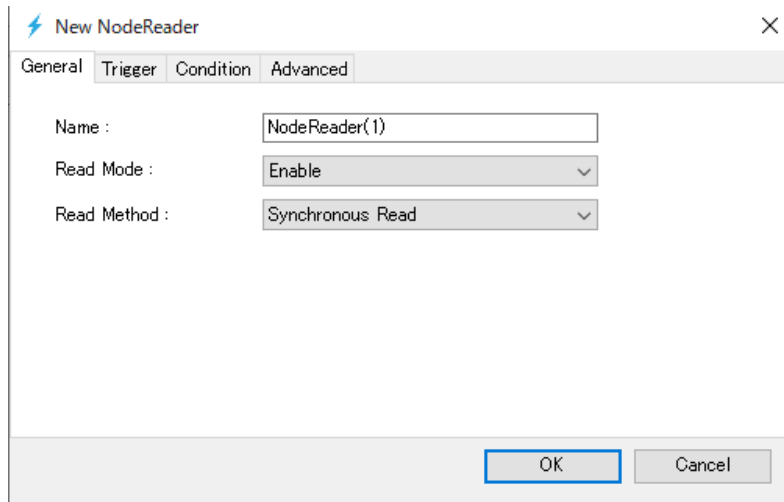 New NodeReader
General Trigger Condition Advanced
Name : NodeReader(1)
Read Mode : Enable
Read Method : Synchronous Read
OK Cancel